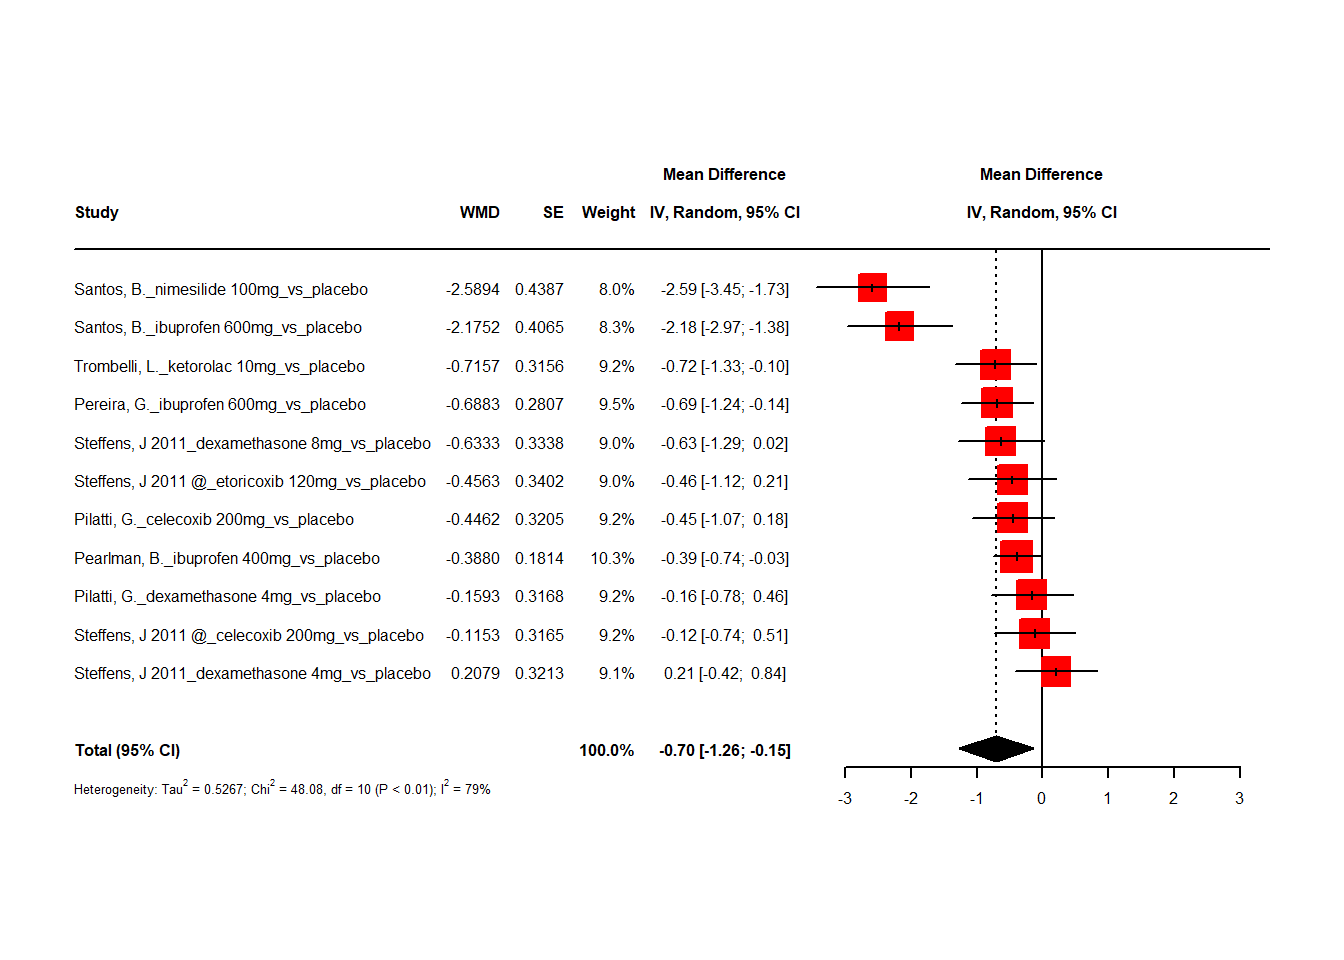 Mean Difference Mean Difference
Study WMD SE Weight IV, Random, 95% CI IV, Random, 95% CI
Santos, B._nimesilide 100mg_vs_placebo -2.5894 0.4387 8.0% -2.59 [-3.45; -1.73]
Santos, B._ibuprofen 600mg_vs_placebo -2.1752 0.4065 8.3% -2.18 [-2.97; -1.38]
Trombelli, L._ketorolac 10mg_vs_placebo -0.7157 0.3156 9.2% -0.72 [-1.33; -0.10]
Pereira, G._ibuprofen 600mg_vs_placebo -0.6883 0.2807 9.5% -0.69 [-1.24; -0.14]
Steffens, J 2011_dexamethasone 8mg_vs_placebo -0.6333 0.3338 9.0% -0.63 [-1.29; 0.02]
Steffens, J 2011 @_etoricoxib 120mg_vs_placebo -0.4563 0.3402 9.0% -0.46 [-1.12; 0.21]
Pilatti, G._celecoxib 200mg_vs_placebo -0.4462 0.3205 9.2% -0.45 [-1.07; 0.18]
Pearlman, B._ibuprofen 400mg_vs_placebo -0.3880 0.1814 10.3% -0.39 [-0.74; -0.03]
Pilatti, G._dexamethasone 4mg_vs_placebo -0.1593 0.3168 9.2% -0.16 [-0.78; 0.46]
Steffens, J 2011 @_celecoxib 200mg_vs_placebo -0.1153 0.3165 9.2% -0.12 [-0.74; 0.51]
Steffens, J 2011_dexamethasone 4mg_vs_placebo 0.2079 0.3213 9.1% 0.21 [-0.42; 0.84]
Total (95% CI) 100.0% -0.70 [-1.26; -0.15]
Heterogeneity: Tau² = 0.5267; Chi² = 48.08, df = 10 (P < 0.01); I² = 79%
-3 -2 -1 0 1 2 3